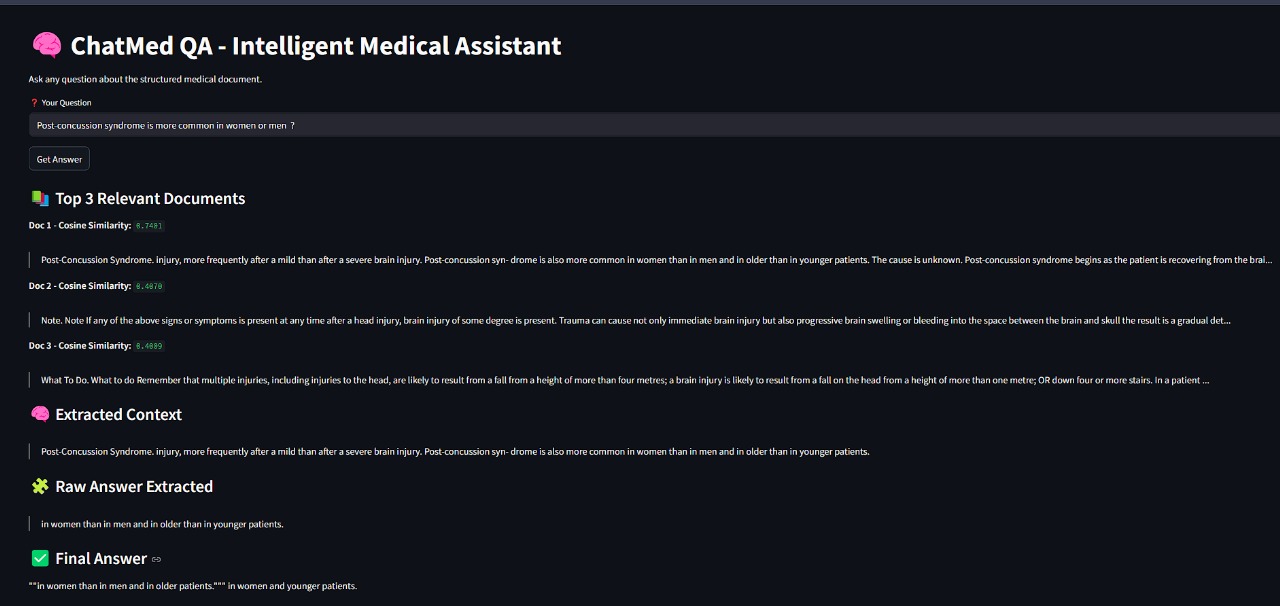 ChatMed QA - Intelligent Medical Assistant
Ask any question about the structured medical document.
❓ Your Question
Post-concussion syndrome is more common in women or men ?
Get Answer
Top 3 Relevant Documents
Doc 1 - Cosine Similarity: 0.7401
Post-Concussion Syndrome. injury, more frequently after a mild than after a severe brain injury. Post-concussion syn- drome is also more common in women than in men and in older than in younger patients. The cause is unknown. Post-concussion syndrome begins as the patient is recovering from the brai...
Doc 2 - Cosine Similarity: 0.4070
Note. Note If any of the above signs or symptoms is present at any time after a head injury, brain injury of some degree is present. Trauma can cause not only immediate brain injury but also progressive brain swelling or bleeding into the space between the brain and skull the result is a gradual det...
Doc 3 - Cosine Similarity: 0.4009
What To Do. What to do Remember that multiple injuries, including injuries to the head, are likely to result from a fall from a height of more than four metres; a brain injury is likely to result from a fall on the head from a height of more than one metre; OR down four or more stairs. In a patient ...
Extracted Context
Post-Concussion Syndrome. injury, more frequently after a mild than after a severe brain injury. Post-concussion syn- drome is also more common in women than in men and in older than in younger patients.
Raw Answer Extracted
in women than in men and in older than in younger patients.
Final Answer
""in women than in men and in older patients.""" in women and younger patients.